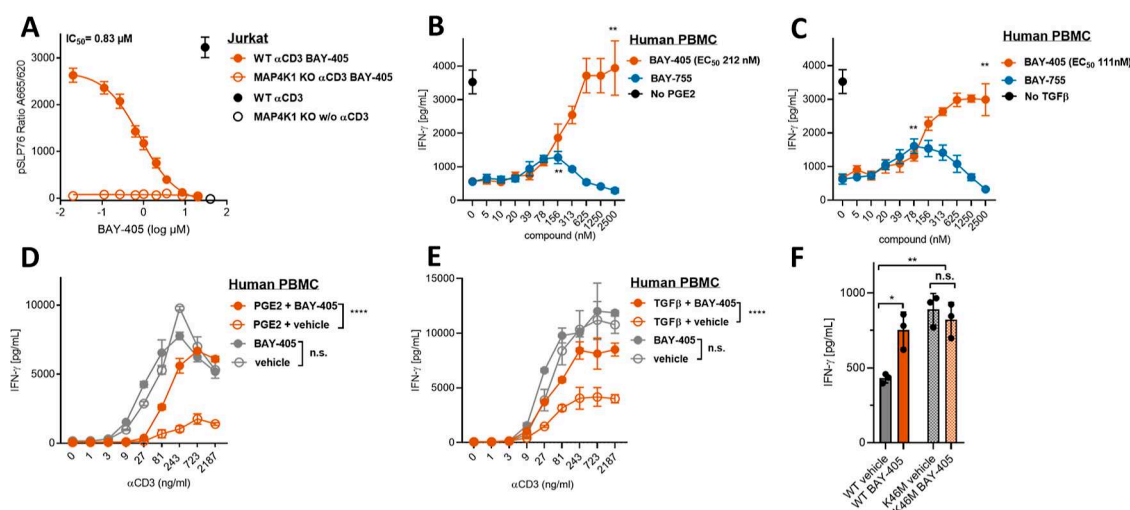 A
IC50= 0.83 µM
Jurkat
WT αCD3 BAY-405
MAP4K1 KO αCD3 BAY-405
WT αCD3
MAP4K1 KO w/o αCD3
pSLP76 Ratio A665/620
3000
2000
1000
0
-2
-1
0
1
2
BAY-405 (log µM)
B
Human PBMC
BAY-405 (EC50 212 nM)
BAY-755
No PGE2
IFN-γ [pg/mL]
5000
4000
3000
2000
1000
0
**
**
0
5
10
20
39
78
156
313
625
1250
2500
compound (nM)
C
Human PBMC
BAY-405 (EC50 111nM)
BAY-755
No TGFβ
IFN-γ [pg/mL]
5000
4000
3000
2000
1000
0
**
**
0
5
10
20
39
78
156
313
625
1250
2500
compound (nM)
D
Human PBMC
PGE2 + BAY-405
PGE2 + vehicle
****
BAY-405
vehicle
n.s.
IFN-γ [pg/mL]
10000
5000
0
0
1
3
9
27
81
243
723
2187
αCD3 (ng/ml)
E
Human PBMC
TGFβ + BAY-405
TGFβ + vehicle
****
BAY-405
vehicle
n.s.
IFN-γ [pg/mL]
15000
10000
5000
0
0
1
3
9
27
81
243
723
2187
αCD3 (ng/ml)
F
**
n.s.
*
IFN-γ [pg/mL]
1000
500
0
WT vehicle
WT BAY-405
K46M vehicle
K46M BAY-405